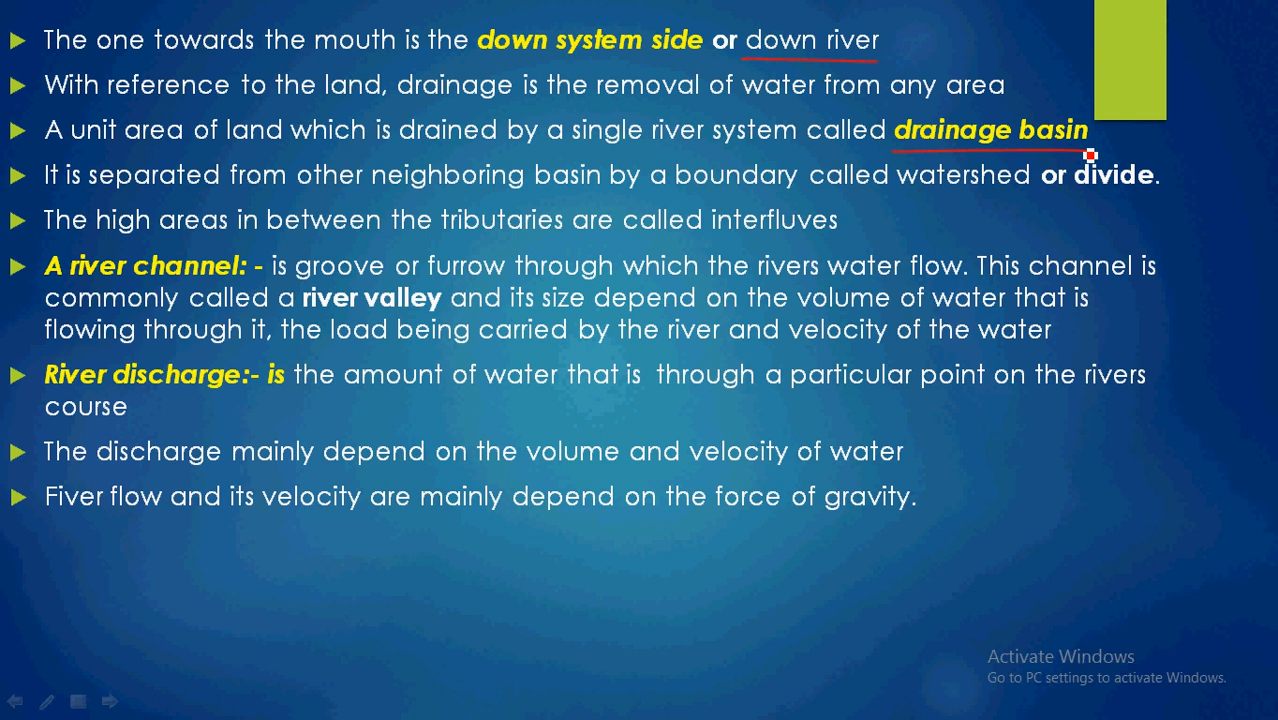 The one towards the mouth is the down system side or down river
With reference to the land, drainage is the removal of water from any area
A unit area of land which is drained by a single river system called drainage basin
It is separated from other neighboring basin by a boundary called watershed or divide.
The high areas in between the tributaries are called interfluves
A river channel: - is groove or furrow through which the rivers water flow. This channel is
commonly called a river valley and its size depend on the volume of water that is
flowing through it, the load being carried by the river and velocity of the water
River discharge:- is the amount of water that is through a particular point on the rivers
course
The discharge mainly depend on the volume and velocity of water
Fiver flow and its velocity are mainly depend on the force of gravity.
Activate Windows
Go to PC settings to activate Windows.